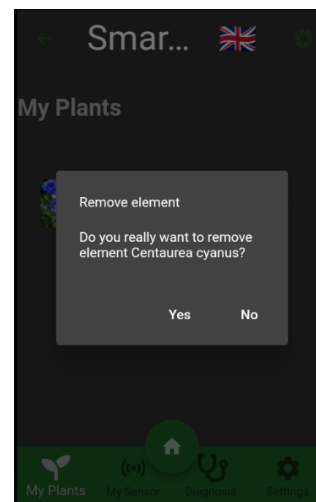 Smar...
My Plants
Remove element
Do you really want to remove
element Centaurea cyanus?
Yes No
My Plants My Sensor Diagnosis Settings